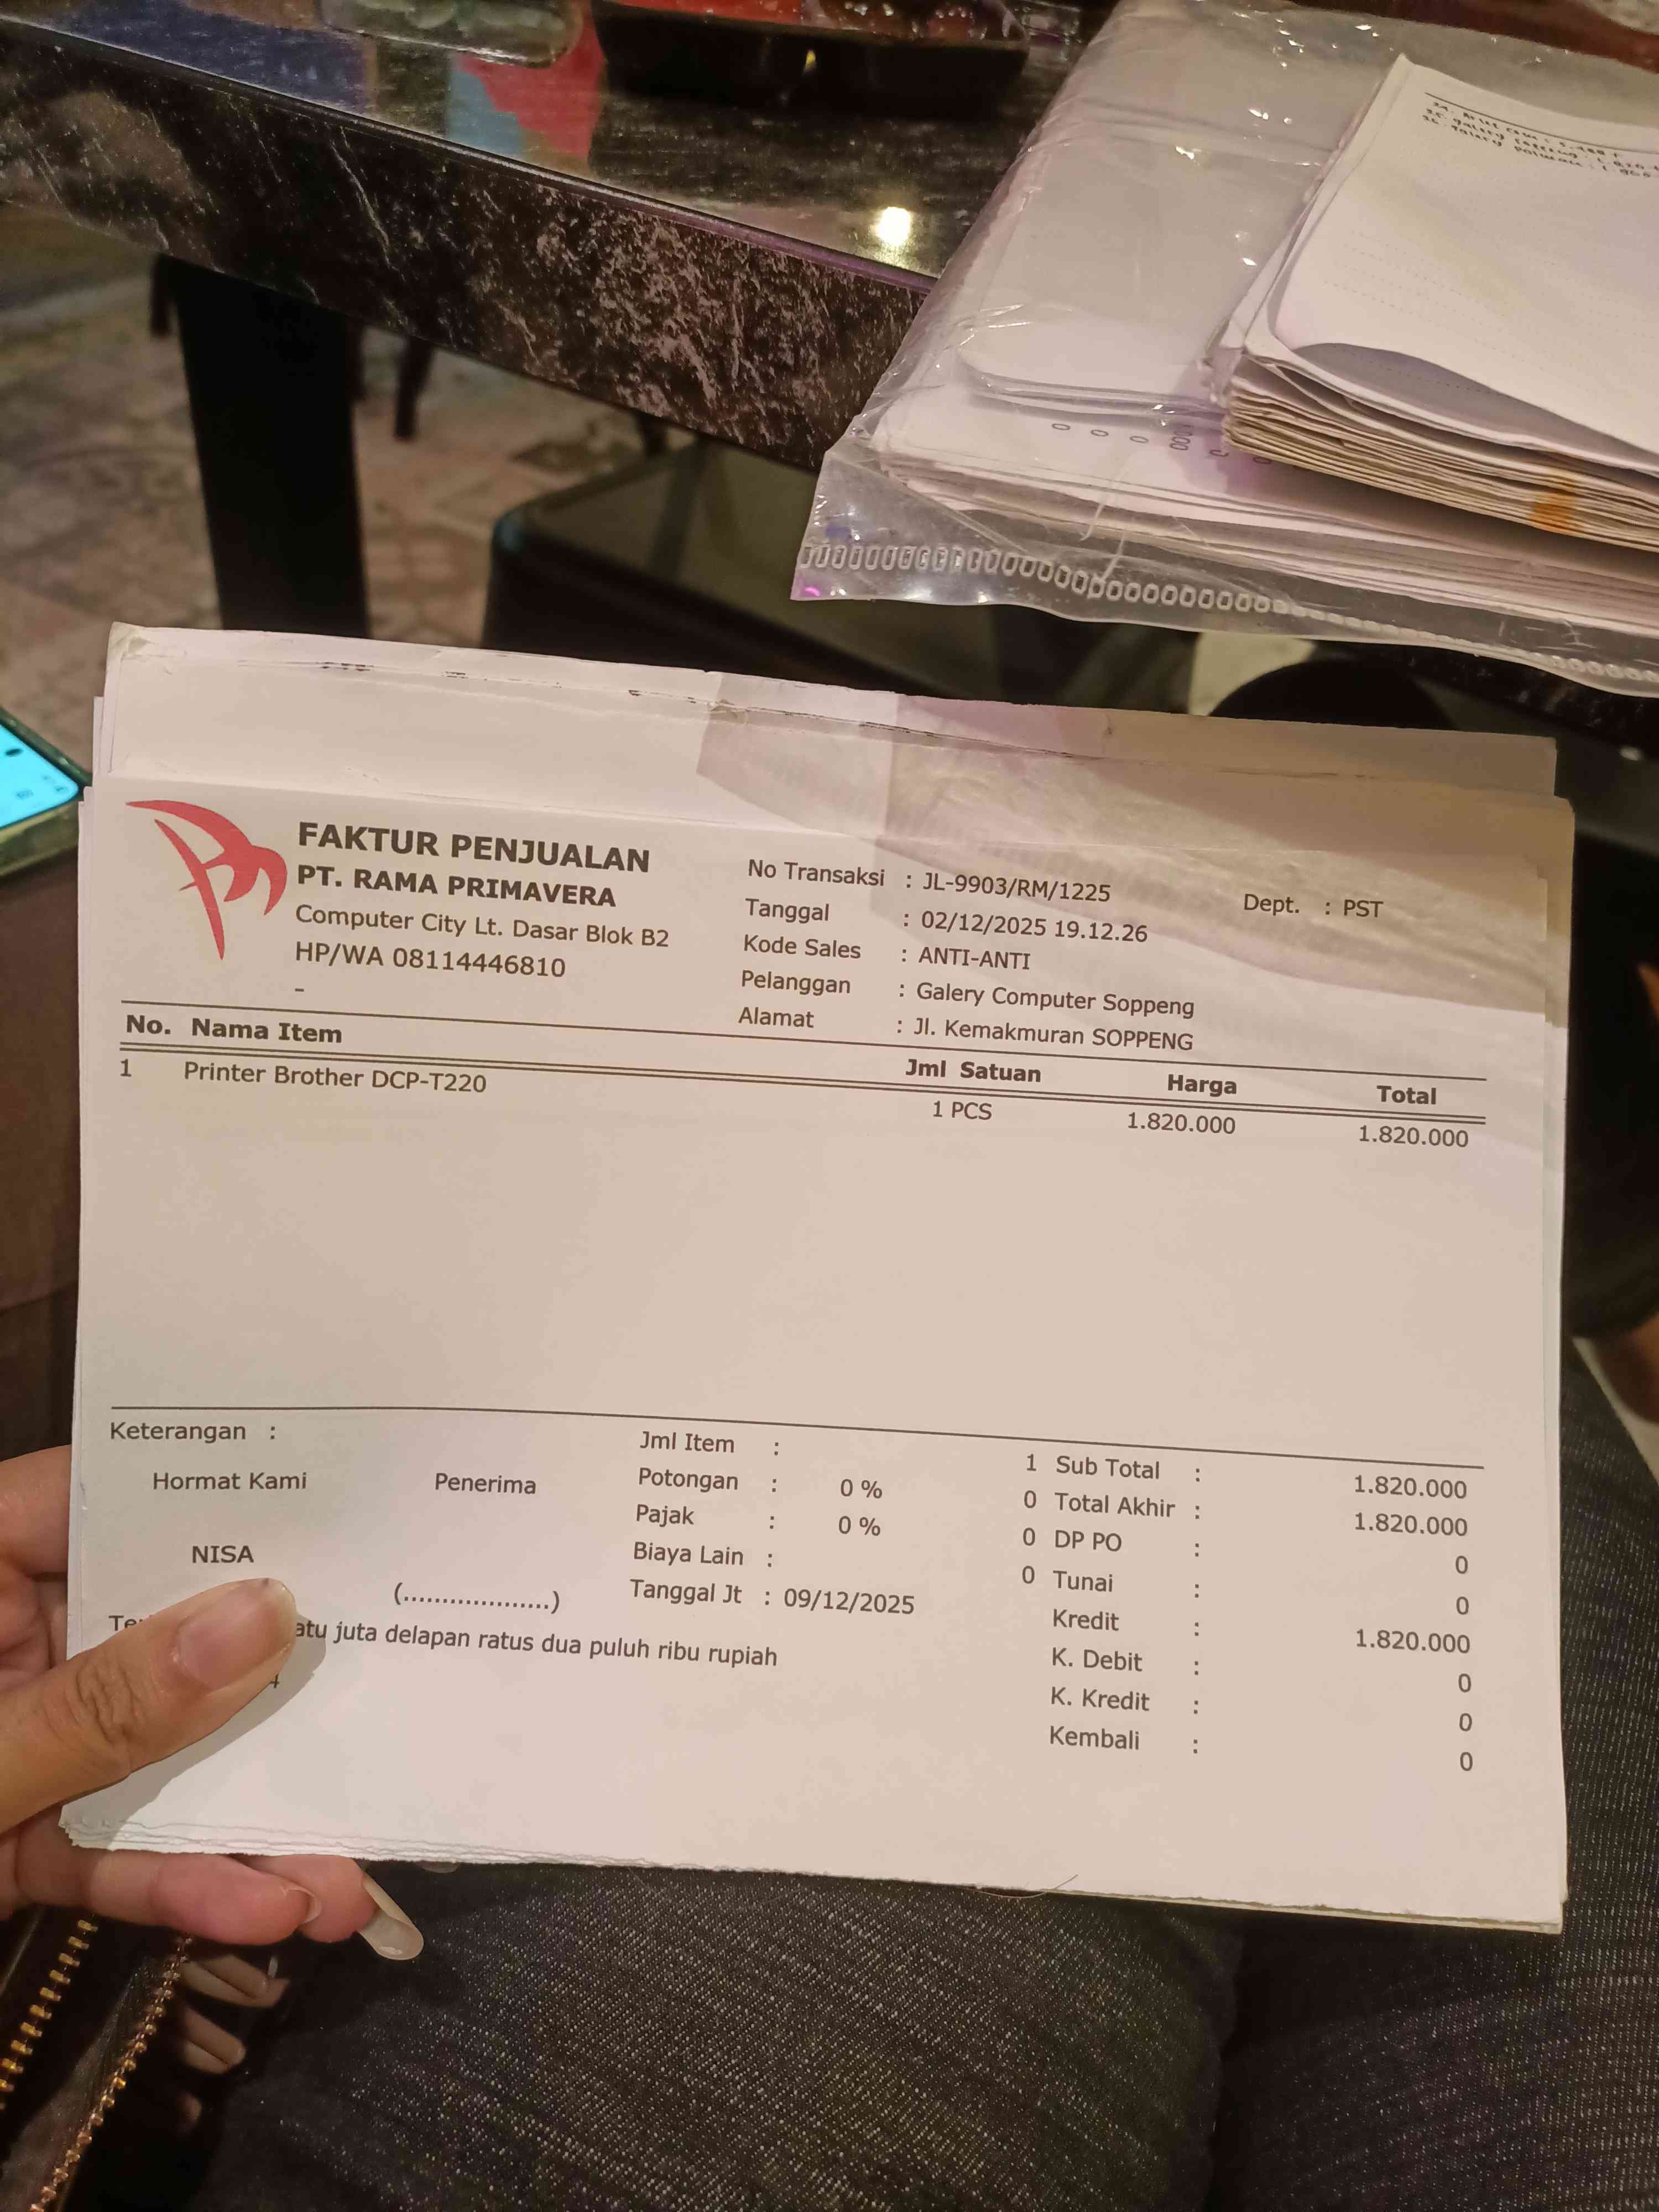 FAKTUR PENJUALAN
PT. RAMA PRIMAVERA
Computer City Lt. Dasar Blok B2
HP/WA 08114446810
-
No Transaksi : JL-9903/RM/1225
Dept. : PST
Tanggal : 02/12/2025 19.12.26
Kode Sales : ANTI-ANTI
Pelanggan : Galery Computer Soppeng
Alamat : Jl. Kemakmuran SOPPENG
No. Nama Item Jml Satuan Harga Total
1 Printer Brother DCP-T220 1 PCS 1.820.000 1.820.000
Keterangan :
Hormat Kami Penerima
NISA
(...................)
Jml Item : 1
Potongan : 0 % 0
Pajak : 0 % 0
Biaya Lain : 0
Tanggal Jt : 09/12/2025
Sub Total : 1.820.000
Total Akhir : 1.820.000
DP PO : 0
Tunai : 0
Kredit : 1.820.000
K. Debit : 0
K. Kredit : 0
Kembali : 0
juta delapan ratus dua puluh ribu rupiah